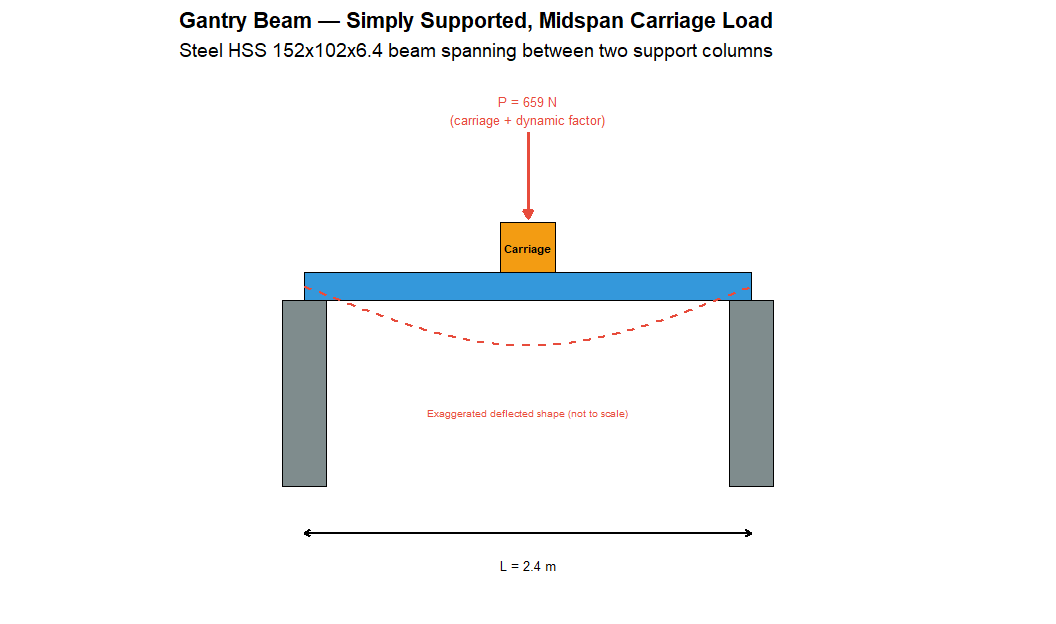 Gantry Beam — Simply Supported, Midspan Carriage Load
Steel HSS 152x102x6.4 beam spanning between two support columns
P = 659 N
(carriage + dynamic factor)
Carriage
Exaggerated deflected shape (not to scale)
L = 2.4 m